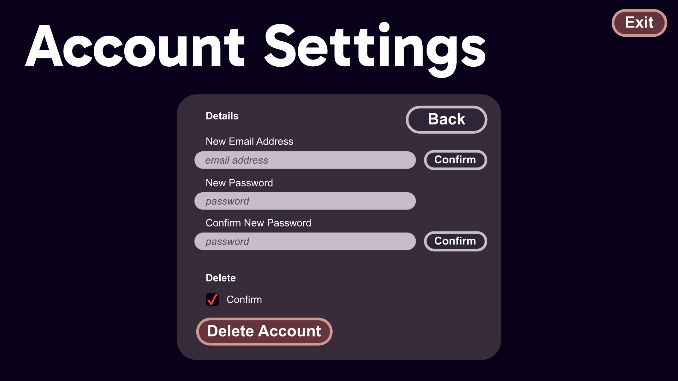 Account Settings
Exit
Details
Back
New Email Address
email address
Confirm
New Password
password
Confirm New Password
password
Confirm
Delete
Confirm
Delete Account